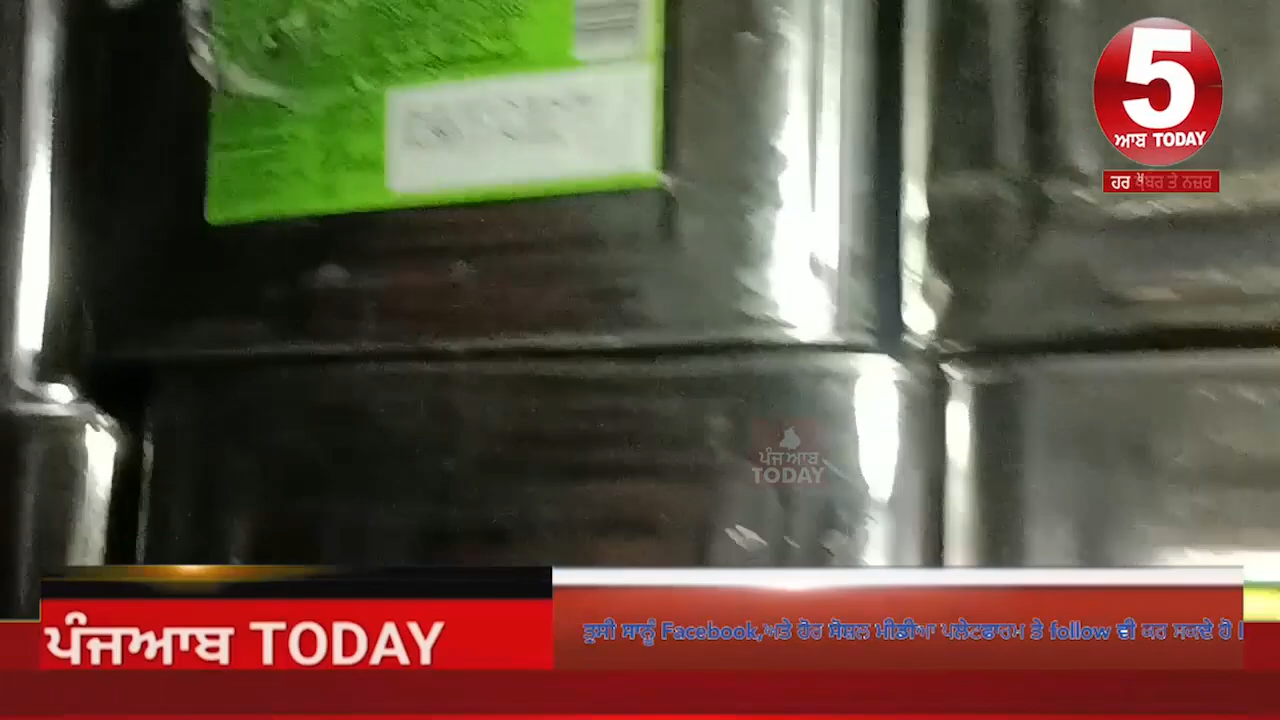 5
ਆਬ TODAY
ਹਰ ਖ਼ਬਰ ਤੇ ਨਜ਼ਰ
ਪੰਜਆਬ
TODAY
ਪੰਜਆਬ TODAY
ਤੁਸੀ ਸਾਨੂੰ Facebook,ਅਤੇ ਹੋਰ ਸੋਸ਼ਲ ਮੀਡੀਆ ਪਲੇਟਫਾਰਮ ਤੇ follow ਵੀ ਕਰ ਸਕਦੇ ਹੋ।